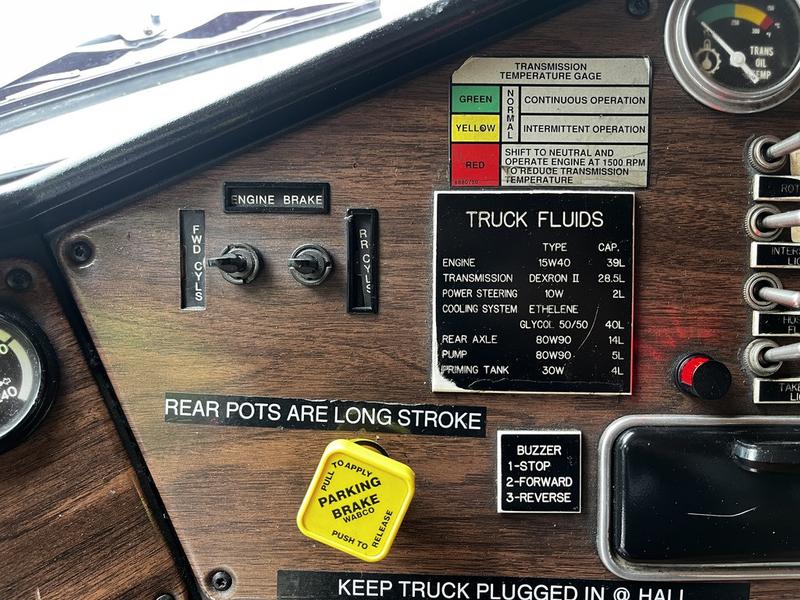 TRANS
OIL
TEMP
TRANSMISSION
TEMPERATURE GAGE
GREEN
NORMAL
CONTINUOUS OPERATION
YELLOW
INTERMITTENT OPERATION
RED
SHIFT TO NEUTRAL AND
OPERATE ENGINE AT 1500 RPM
TO REDUCE TRANSMISSION
TEMPERATURE
ENGINE BRAKE
FWD CYLS
RR CYLS
TRUCK FLUIDS
TYPE CAP.
ENGINE 15W40 39L
TRANSMISSION DEXRON II 28.5L
POWER STEERING 10W 2L
COOLING SYSTEM ETHELENE
GLYCOL 50/50 40L
REAR AXLE 80W90 14L
PUMP 80W90 5L
PRIMING TANK 30W 4L
40
REAR POTS ARE LONG STROKE
PULL TO APPLY
PARKING
BRAKE
WABCO
PUSH TO RELEASE
BUZZER
1-STOP
2-FORWARD
3-REVERSE
KEEP TRUCK PLUGGED IN @ HALL